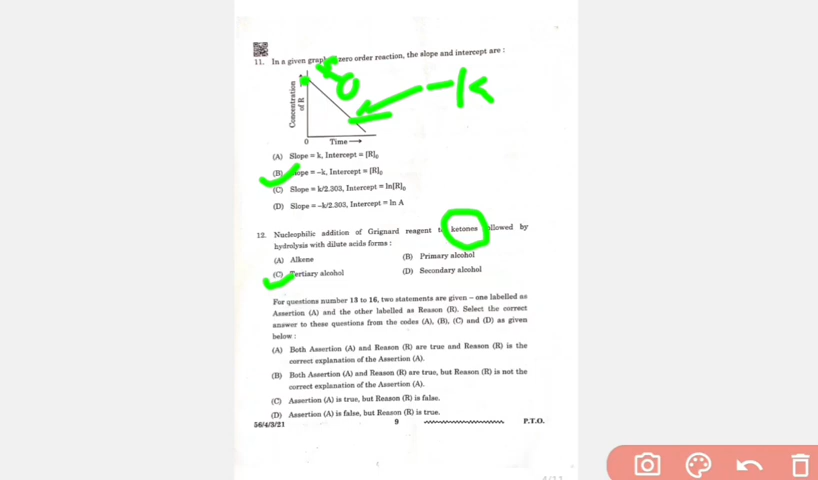 11. In a given graph zero order reaction, the slope and intercept are :
R0
-k
Concentration
of R
0 Time
(A) Slope = k, Intercept = [R]0
(B) Slope = –k, Intercept = [R]0
(C) Slope = k/2.303, Intercept = ln[R]0
(D) Slope = –k/2.303, Intercept = ln A
12. Nucleophilic addition of Grignard reagent to ketones followed by
hydrolysis with dilute acids forms :
(A) Alkene (B) Primary alcohol
(C) Tertiary alcohol (D) Secondary alcohol
For questions number 13 to 16, two statements are given – one labelled as
Assertion (A) and the other labelled as Reason (R). Select the correct
answer to these questions from the codes (A), (B), (C) and (D) as given
below :
(A) Both Assertion (A) and Reason (R) are true and Reason (R) is the
correct explanation of the Assertion (A).
(B) Both Assertion (A) and Reason (R) are true, but Reason (R) is not the
correct explanation of the Assertion (A).
(C) Assertion (A) is true, but Reason (R) is false.
(D) Assertion (A) is false, but Reason (R) is true.
56/4/3/21 9 P.T.O.